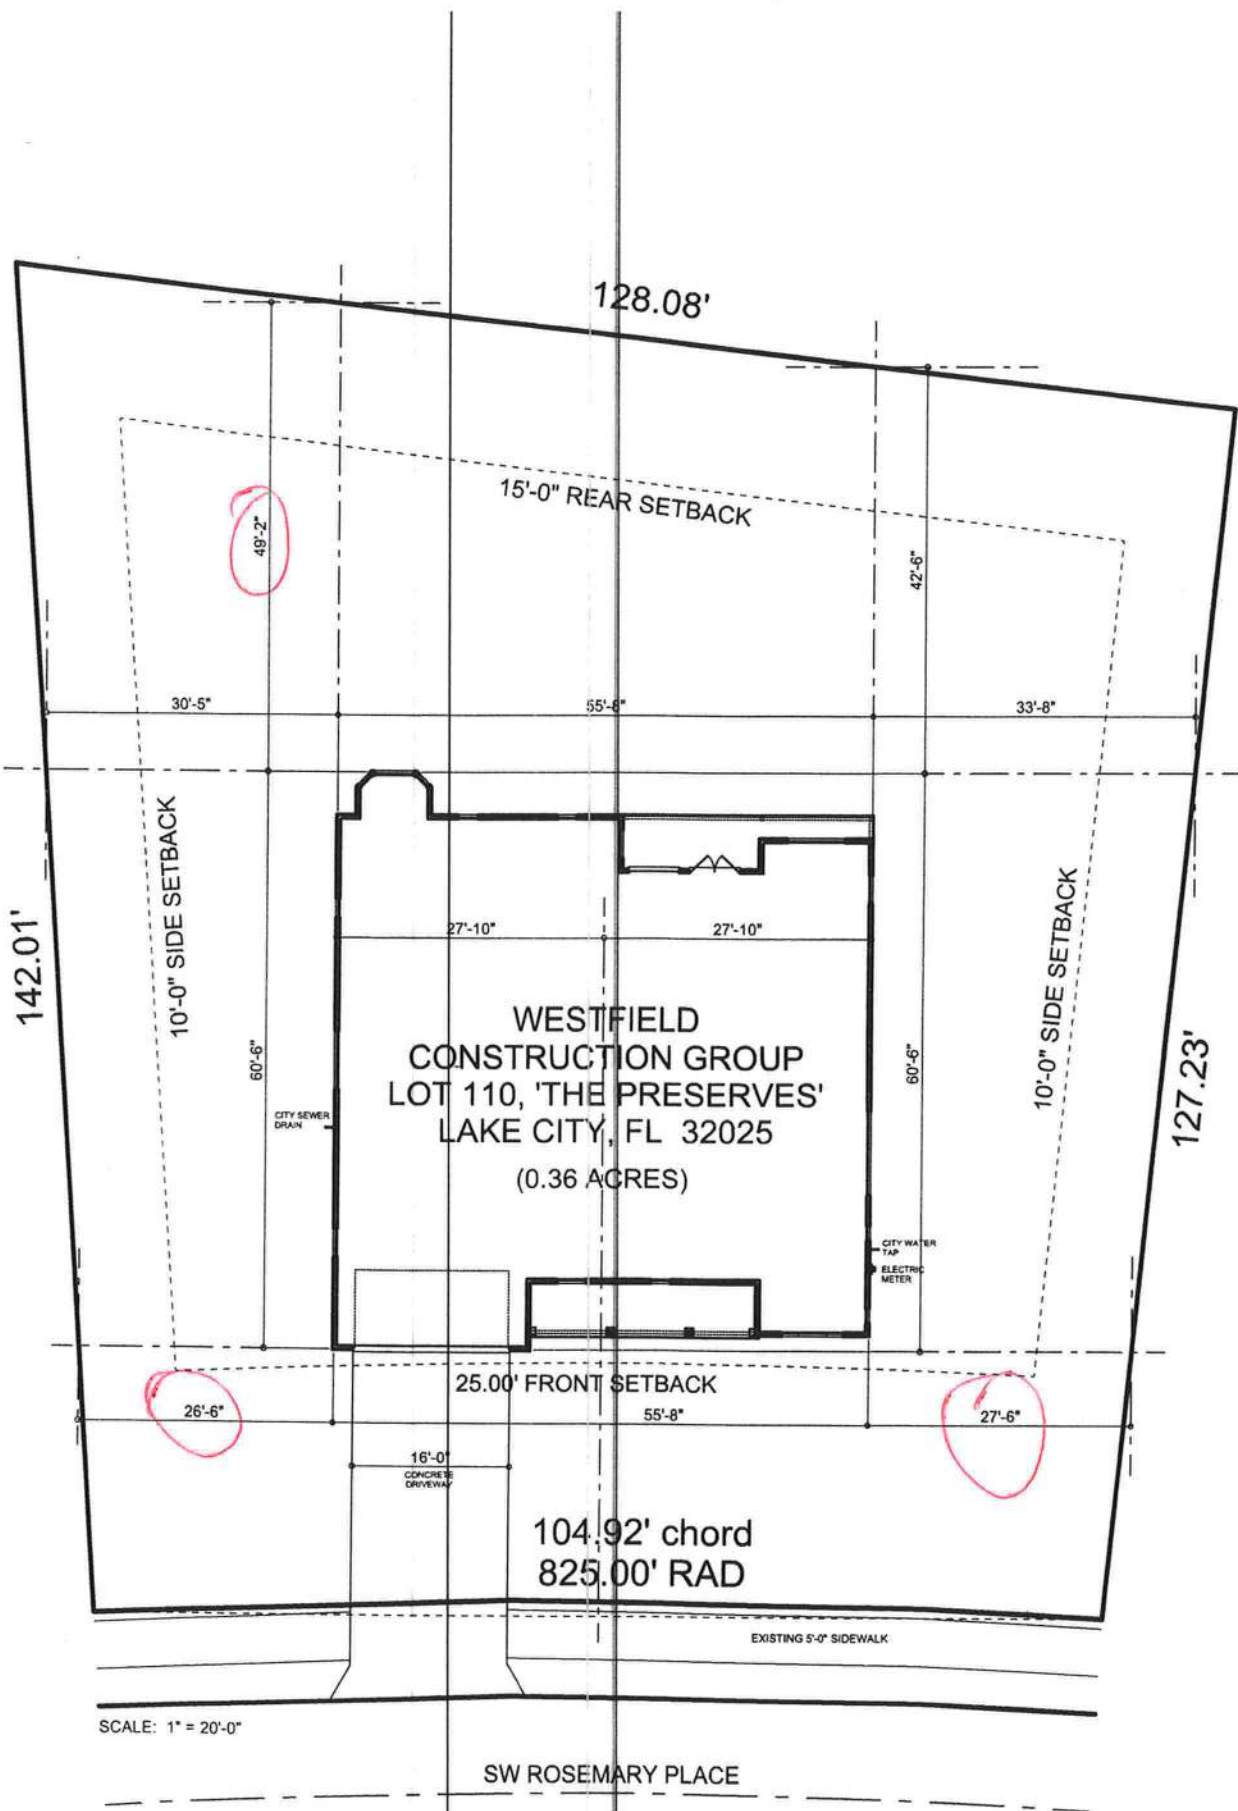 128.08'
15'-0" REAR SETBACK
49'-2"
42'-6"
30'-5"
55'-8"
33'-8"
10'-0" SIDE SETBACK
10'-0" SIDE SETBACK
142.01'
127.23'
27'-10"
27'-10"
WESTFIELD
CONSTRUCTION GROUP
LOT 110, 'THE PRESERVES'
LAKE CITY, FL 32025
(0.36 ACRES)
60'-6"
60'-6"
CITY SEWER
DRAIN
CITY WATER
TAP
ELECTRIC
METER
25.00' FRONT SETBACK
26'-6"
55'-8"
27'-6"
16'-0"
CONCRETE
DRIVEWAY
104.92' chord
825.00' RAD
EXISTING 5'-0" SIDEWALK
SCALE: 1" = 20'-0"
SW ROSEMARY PLACE